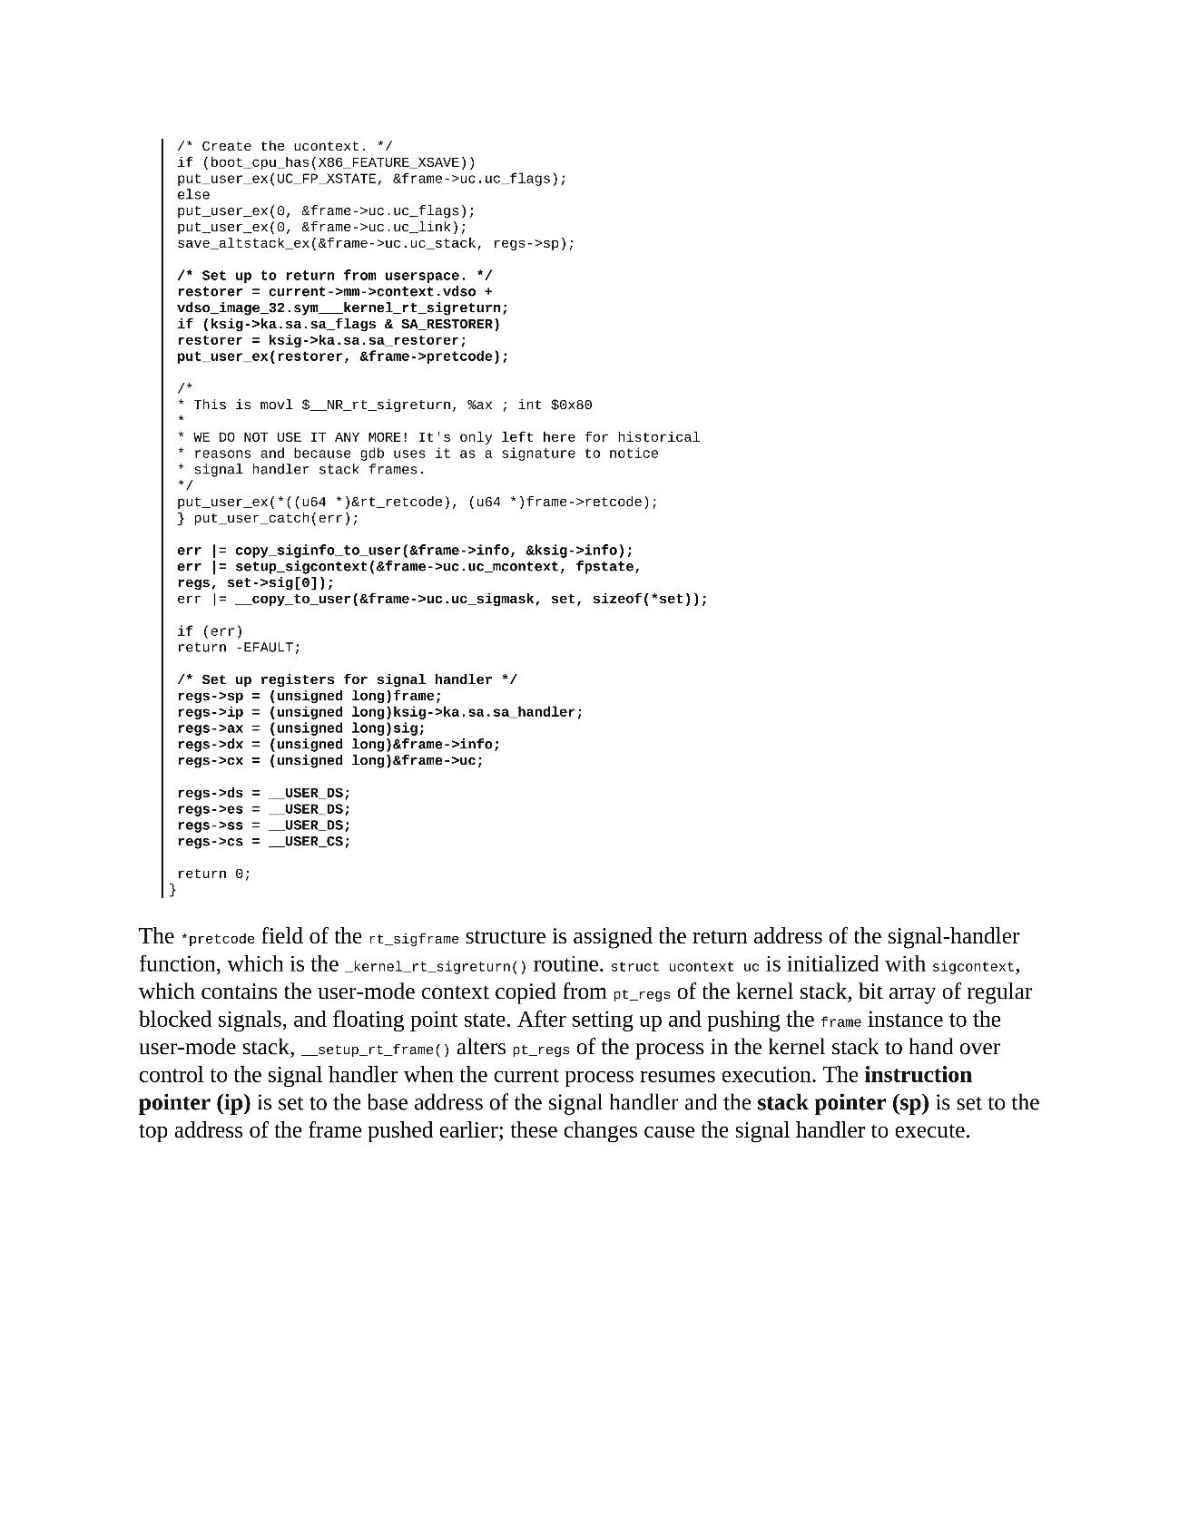 /* Create the ucontext. */
if (boot_cpu_has(X86_FEATURE_XSAVE))
put_user_ex(UC_FP_XSTATE, &frame->uc.uc_flags);
else
put_user_ex(0, &frame->uc.uc_flags);
put_user_ex(0, &frame->uc.uc_link);
save_altstack_ex(&frame->uc.uc_stack, regs->sp);
/* Set up to return from userspace. */
restorer = current->mm->context.vdso +
vdso_image_32.sym___kernel_rt_sigreturn;
if (ksig->ka.sa.sa_flags & SA_RESTORER)
restorer = ksig->ka.sa.sa_restorer;
put_user_ex(restorer, &frame->pretcode);
/*
* This is movl $__NR_rt_sigreturn, %ax ; int $0x80
*
* WE DO NOT USE IT ANY MORE! It's only left here for historical
* reasons and because gdb uses it as a signature to notice
* signal handler stack frames.
*/
put_user_ex(*((u64 *)&rt_retcode), (u64 *)frame->retcode);
} put_user_catch(err);
err |= copy_siginfo_to_user(&frame->info, &ksig->info);
err |= setup_sigcontext(&frame->uc.uc_mcontext, fpstate,
regs, set->sig[0]);
err |= __copy_to_user(&frame->uc.uc_sigmask, set, sizeof(*set));
if (err)
return -EFAULT;
/* Set up registers for signal handler */
regs->sp = (unsigned long)frame;
regs->ip = (unsigned long)ksig->ka.sa.sa_handler;
regs->ax = (unsigned long)sig;
regs->dx = (unsigned long)&frame->info;
regs->cx = (unsigned long)&frame->uc;
regs->ds = __USER_DS;
regs->es = __USER_DS;
regs->ss = __USER_DS;
regs->cs = __USER_CS;
return 0;
}
The *pretcode field of the rt_sigframe structure is assigned the return address of the signal-handler
function, which is the _kernel_rt_sigreturn() routine. struct ucontext uc is initialized with sigcontext,
which contains the user-mode context copied from pt_regs of the kernel stack, bit array of regular
blocked signals, and floating point state. After setting up and pushing the frame instance to the
user-mode stack, __setup_rt_frame() alters pt_regs of the process in the kernel stack to hand over
control to the signal handler when the current process resumes execution. The instruction
pointer (ip) is set to the base address of the signal handler and the stack pointer (sp) is set to the
top address of the frame pushed earlier; these changes cause the signal handler to execute.